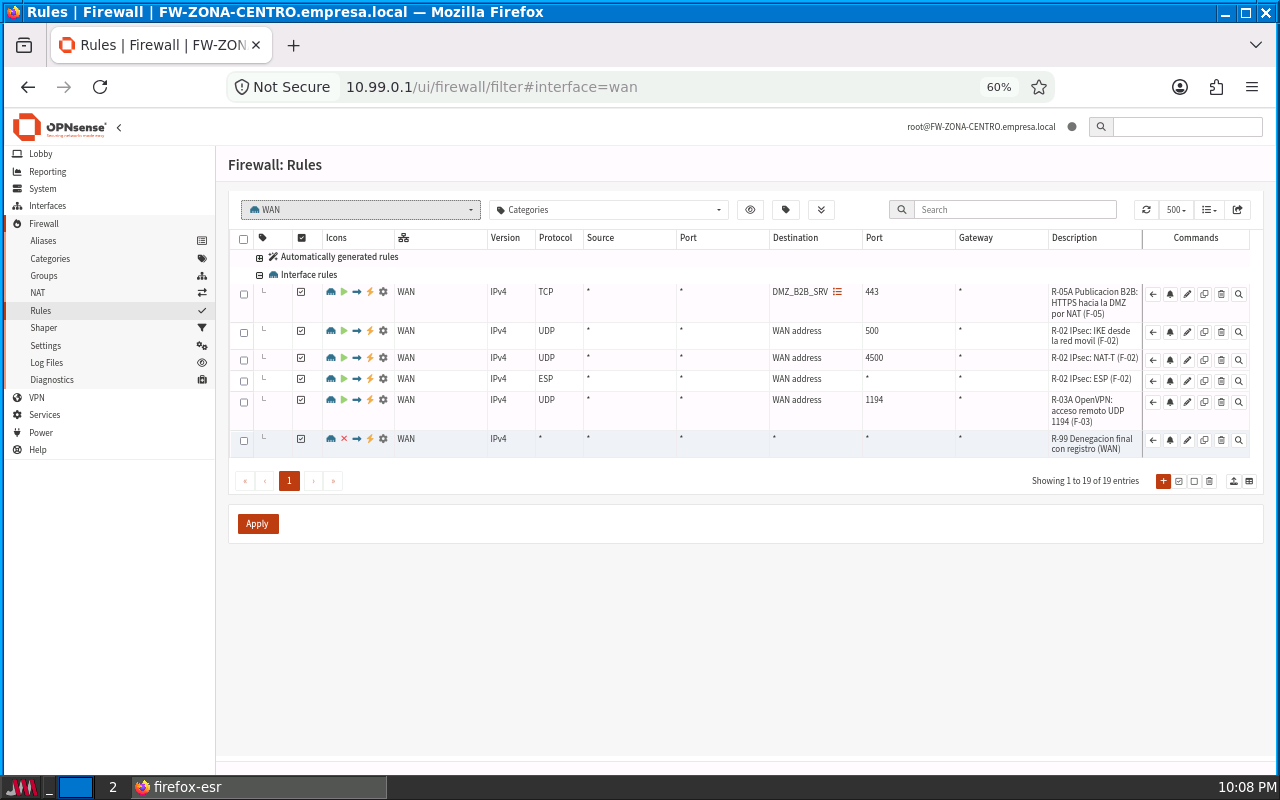 Rules | Firewall | FW-ZONA-CENTRO.empresa.local — Mozilla Firefox
Rules | Firewall | FW-ZON
Not Secure 10.99.0.1/ui/firewall/filter#interface=wan 60%
OPNsense®
root@FW-ZONA-CENTRO.empresa.local
Lobby
Reporting
System
Interfaces
Firewall
Aliases
Categories
Groups
NAT
Rules
Shaper
Settings
Log Files
Diagnostics
VPN
Services
Power
Help
Firewall: Rules
WAN Categories Search 500
Icons Version Protocol Source Port Destination Port Gateway Description Commands
Automatically generated rules
Interface rules
WAN IPv4 TCP * * DMZ_B2B_SRV 443 * R-05A Publicacion B2B:
HTTPS hacia la DMZ
por NAT (F-05)
WAN IPv4 UDP * * WAN address 500 * R-02 IPsec: IKE desde
la red movil (F-02)
WAN IPv4 UDP * * WAN address 4500 * R-02 IPsec: NAT-T (F-02)
WAN IPv4 ESP * * WAN address * * R-02 IPsec: ESP (F-02)
WAN IPv4 UDP * * WAN address 1194 * R-03A OpenVPN:
acceso remoto UDP
1194 (F-03)
WAN IPv4 * * * * * * R-99 Denegacion final
con registro (WAN)
« ‹ 1 › »
Showing 1 to 19 of 19 entries
Apply
2 firefox-esr 10:08 PM